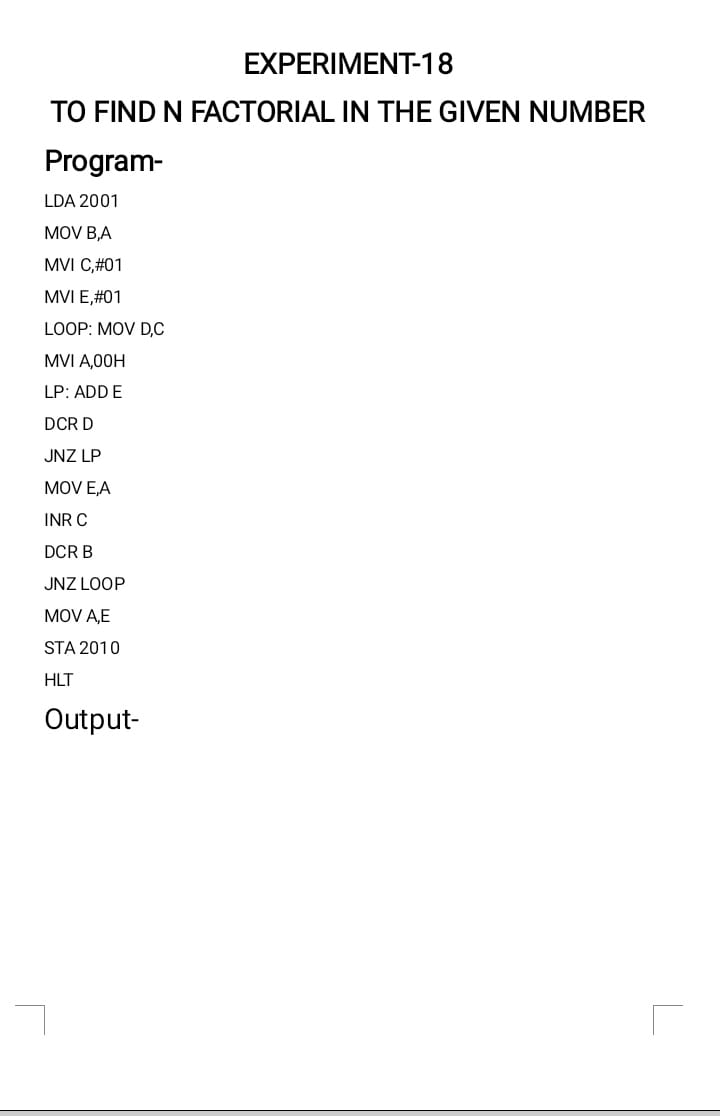 EXPERIMENT-18
TO FIND N FACTORIAL IN THE GIVEN NUMBER
Program-
LDA 2001
MOV B,A
MVI C,#01
MVI E,#01
LOOP: MOV D,C
MVI A,00H
LP: ADD E
DCR D
JNZ LP
MOV E,A
INR C
DCR B
JNZ LOOP
MOV A,E
STA 2010
HLT
Output-